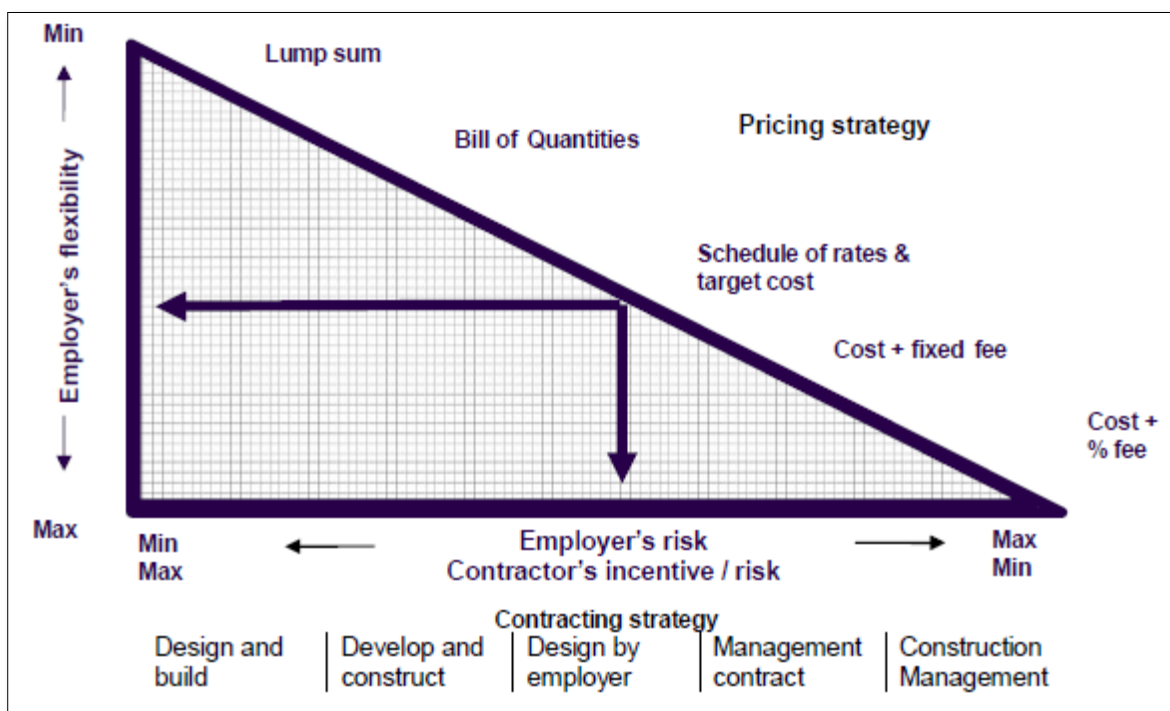 Min
Lump sum
Pricing strategy
Bill of Quantities
Employer's flexibility
Schedule of rates &
target cost
Cost + fixed fee
Cost +
% fee
Max
Min
Max
Employer's risk
Contractor's incentive / risk
Max
Min
Contracting strategy
Design and
build
Develop and
construct
Design by
employer
Management
contract
Construction
Management